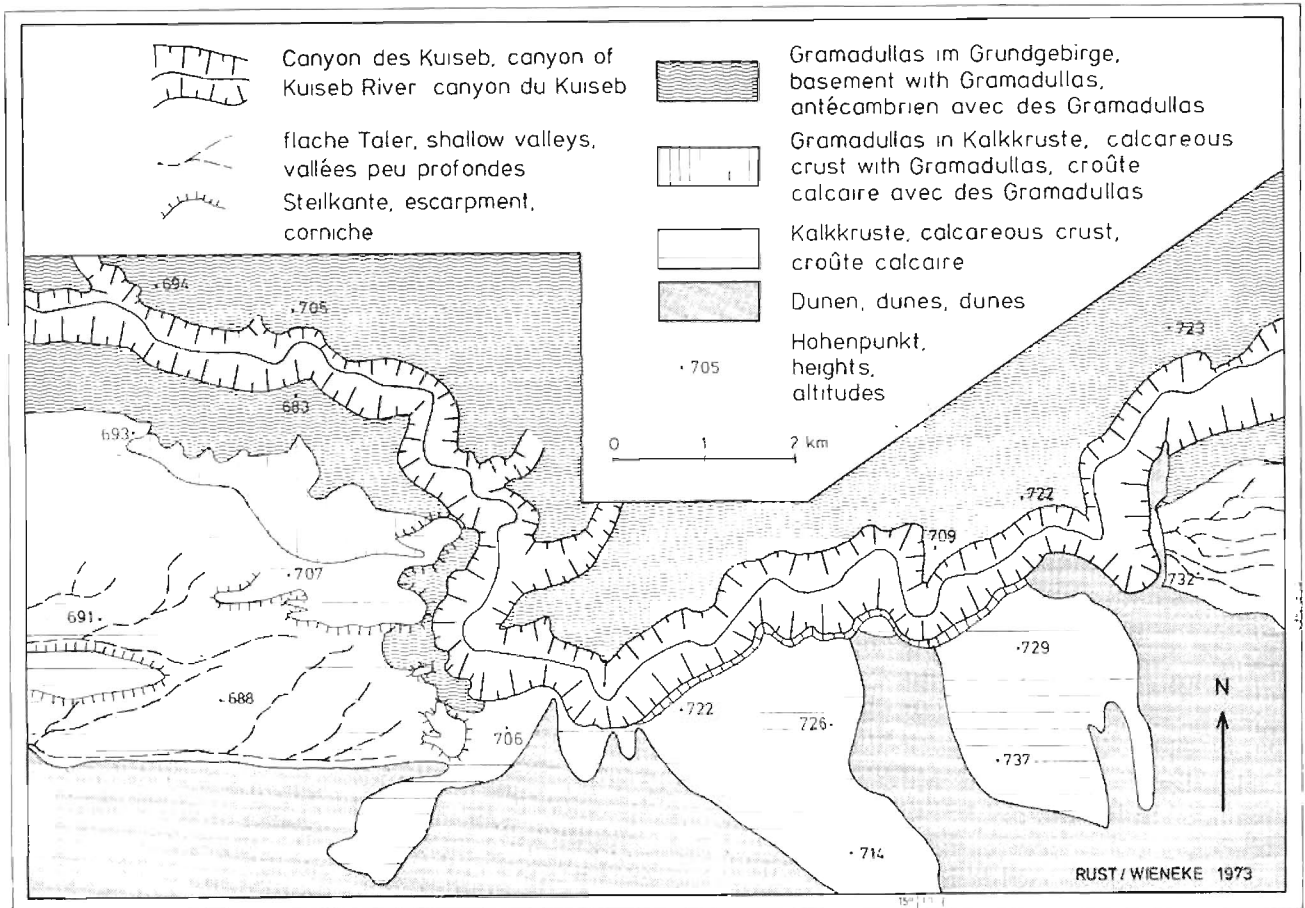 Canyon des Kuiseb, canyon of
Kuiseb River canyon du Kuiseb
flache Taler, shallow valleys,
vallées peu profondes
Steilkante, escarpment,
corniche
Gramadullas im Grundgebirge,
basement with Gramadullas,
antécambrien avec des Gramadullas
Gramadullas in Kalkkruste, calcareous
crust with Gramadullas, croûte
calcaire avec des Gramadullas
Kalkkruste, calcareous crust,
croûte calcaire
Dunen, dunes, dunes
Hohenpunkt,
heights,
altitudes
.705
0 1 2 km
.694
.705
683
693.
.723
.722
.709
.707
732
691.
.688
.729
.722
726.
706
.737
.714
N
RUST / WIENEKE 1973